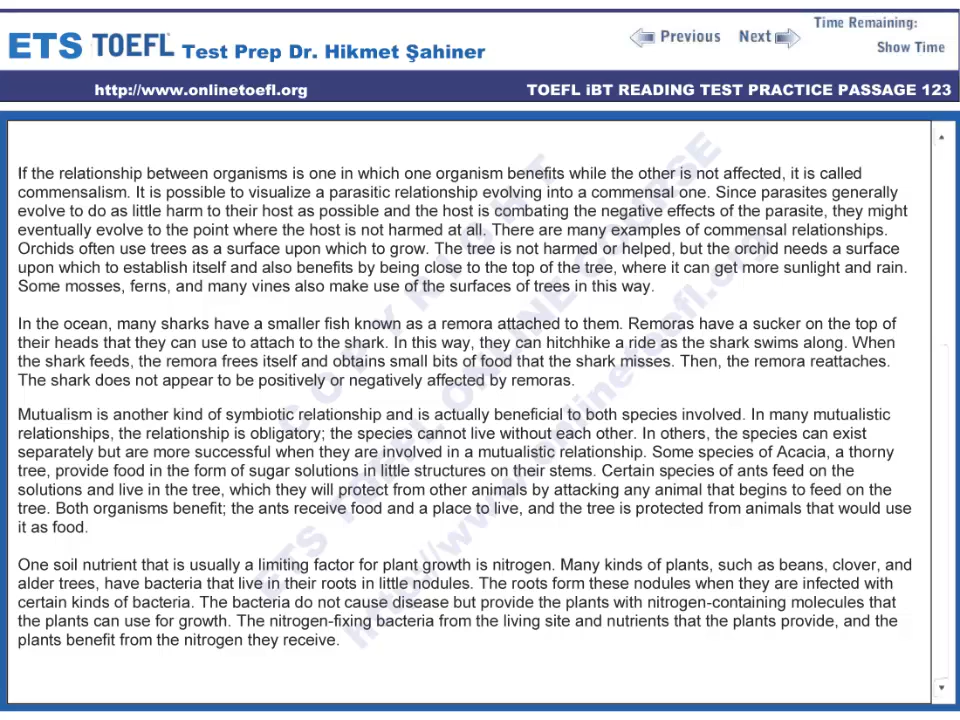 ETS TOEFL Test Prep Dr. Hikmet Şahiner
Previous Next
Time Remaining:
Show Time
http://www.onlinetoefl.org TOEFL iBT READING TEST PRACTICE PASSAGE 123
If the relationship between organisms is one in which one organism benefits while the other is not affected, it is called
commensalism. It is possible to visualize a parasitic relationship evolving into a commensal one. Since parasites generally
evolve to do as little harm to their host as possible and the host is combating the negative effects of the parasite, they might
eventually evolve to the point where the host is not harmed at all. There are many examples of commensal relationships.
Orchids often use trees as a surface upon which to grow. The tree is not harmed or helped, but the orchid needs a surface
upon which to establish itself and also benefits by being close to the top of the tree, where it can get more sunlight and rain.
Some mosses, ferns, and many vines also make use of the surfaces of trees in this way.
In the ocean, many sharks have a smaller fish known as a remora attached to them. Remoras have a sucker on the top of
their heads that they can use to attach to the shark. In this way, they can hitchhike a ride as the shark swims along. When
the shark feeds, the remora frees itself and obtains small bits of food that the shark misses. Then, the remora reattaches.
The shark does not appear to be positively or negatively affected by remoras.
Mutualism is another kind of symbiotic relationship and is actually beneficial to both species involved. In many mutualistic
relationships, the relationship is obligatory; the species cannot live without each other. In others, the species can exist
separately but are more successful when they are involved in a mutualistic relationship. Some species of Acacia, a thorny
tree, provide food in the form of sugar solutions in little structures on their stems. Certain species of ants feed on the
solutions and live in the tree, which they will protect from other animals by attacking any animal that begins to feed on the
tree. Both organisms benefit; the ants receive food and a place to live, and the tree is protected from animals that would use
it as food.
One soil nutrient that is usually a limiting factor for plant growth is nitrogen. Many kinds of plants, such as beans, clover, and
alder trees, have bacteria that live in their roots in little nodules. The roots form these nodules when they are infected with
certain kinds of bacteria. The bacteria do not cause disease but provide the plants with nitrogen-containing molecules that
the plants can use for growth. The nitrogen-fixing bacteria from the living site and nutrients that the plants provide, and the
plants benefit from the nitrogen they receive.
COPYRIGHT
ETS TOEFL ONLINE COURSE
http://www.onlinetoefl.org